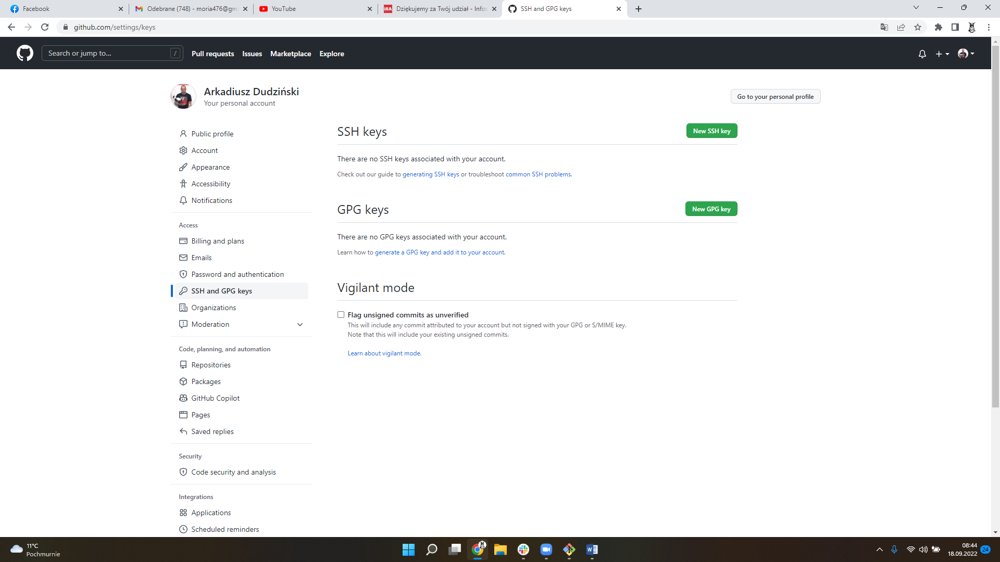 Facebook
Odebrane (748) - moria476@gm
YouTube
iSA Dziękujemy za Twój udział - Infos
SSH and GPG keys
github.com/settings/keys
Search or jump to... /
Pull requests Issues Marketplace Explore
Arkadiusz Dudziński
Your personal account
Go to your personal profile
Public profile
Account
Appearance
Accessibility
Notifications
Access
Billing and plans
Emails
Password and authentication
SSH and GPG keys
Organizations
Moderation
Code, planning, and automation
Repositories
Packages
GitHub Copilot
Pages
Saved replies
Security
Code security and analysis
Integrations
Applications
Scheduled reminders
SSH keys
New SSH key
There are no SSH keys associated with your account.
Check out our guide to generating SSH keys or troubleshoot common SSH problems.
GPG keys
New GPG key
There are no GPG keys associated with your account.
Learn how to generate a GPG key and add it to your account.
Vigilant mode
Flag unsigned commits as unverified
This will include any commit attributed to your account but not signed with your GPG or S/MIME key.
Note that this will include your existing unsigned commits.
Learn about vigilant mode.
11°C
Pochmurnie
08:44
18.09.2022
24